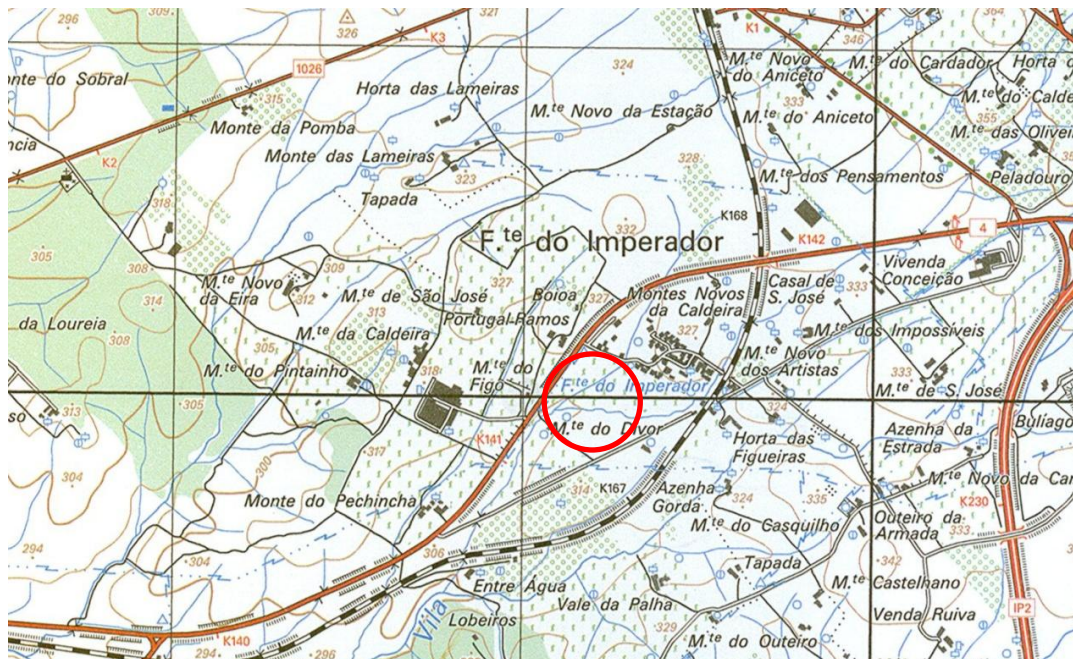 296
309
321
K3
K1
364
326
346
1026
324
M.te Novo
do Aniceto
M.te do Cardador
Horta d
onte do Sobral
315
Horta das Lameiras
M.te Novo da Estação
333
M.te do Calde
Monte da Pomba
M.te do Aniceto
355
M.te das Oliveir
ncia
K2
Monte das Lameiras
328
323
M.te dos Pensamentos
Peladouro
318
Tapada
K168
332
F.te do Imperador
K142
4
305
308
Vivenda
Conceição
M.te Novo
da Eira
309
312
M.te de São José
327
Boioa
327
Montes Novos
da Caldeira
Casal de
S. José
333
314
313
da Loureia
308
M.te da Caldeira
Portugal
Ramos
327
M.te dos Impossíveis
305
M.te do Pintainho
318
M.te do
Figo
M.te Novo
dos Artistas
333
F.te do Imperador
M.te de S. José
so
313
305
324
Búliago
K141
M.te do Divor
Horta das
Figueiras
Azenha da
Estrada
317
300
304
314
K167
Azenha
Gorda
324
335
M.te Novo da Car
K230
Monte do Pechincha
M.te do Casquilho
Outeiro da
Armada
333
294
306
Tapada
342
Entre Água
M.te Castelhano
Vale da Palha
Vila
Lobeiros
Venda Ruiva
IP2
K140
M.te do Outeiro
294
296
329